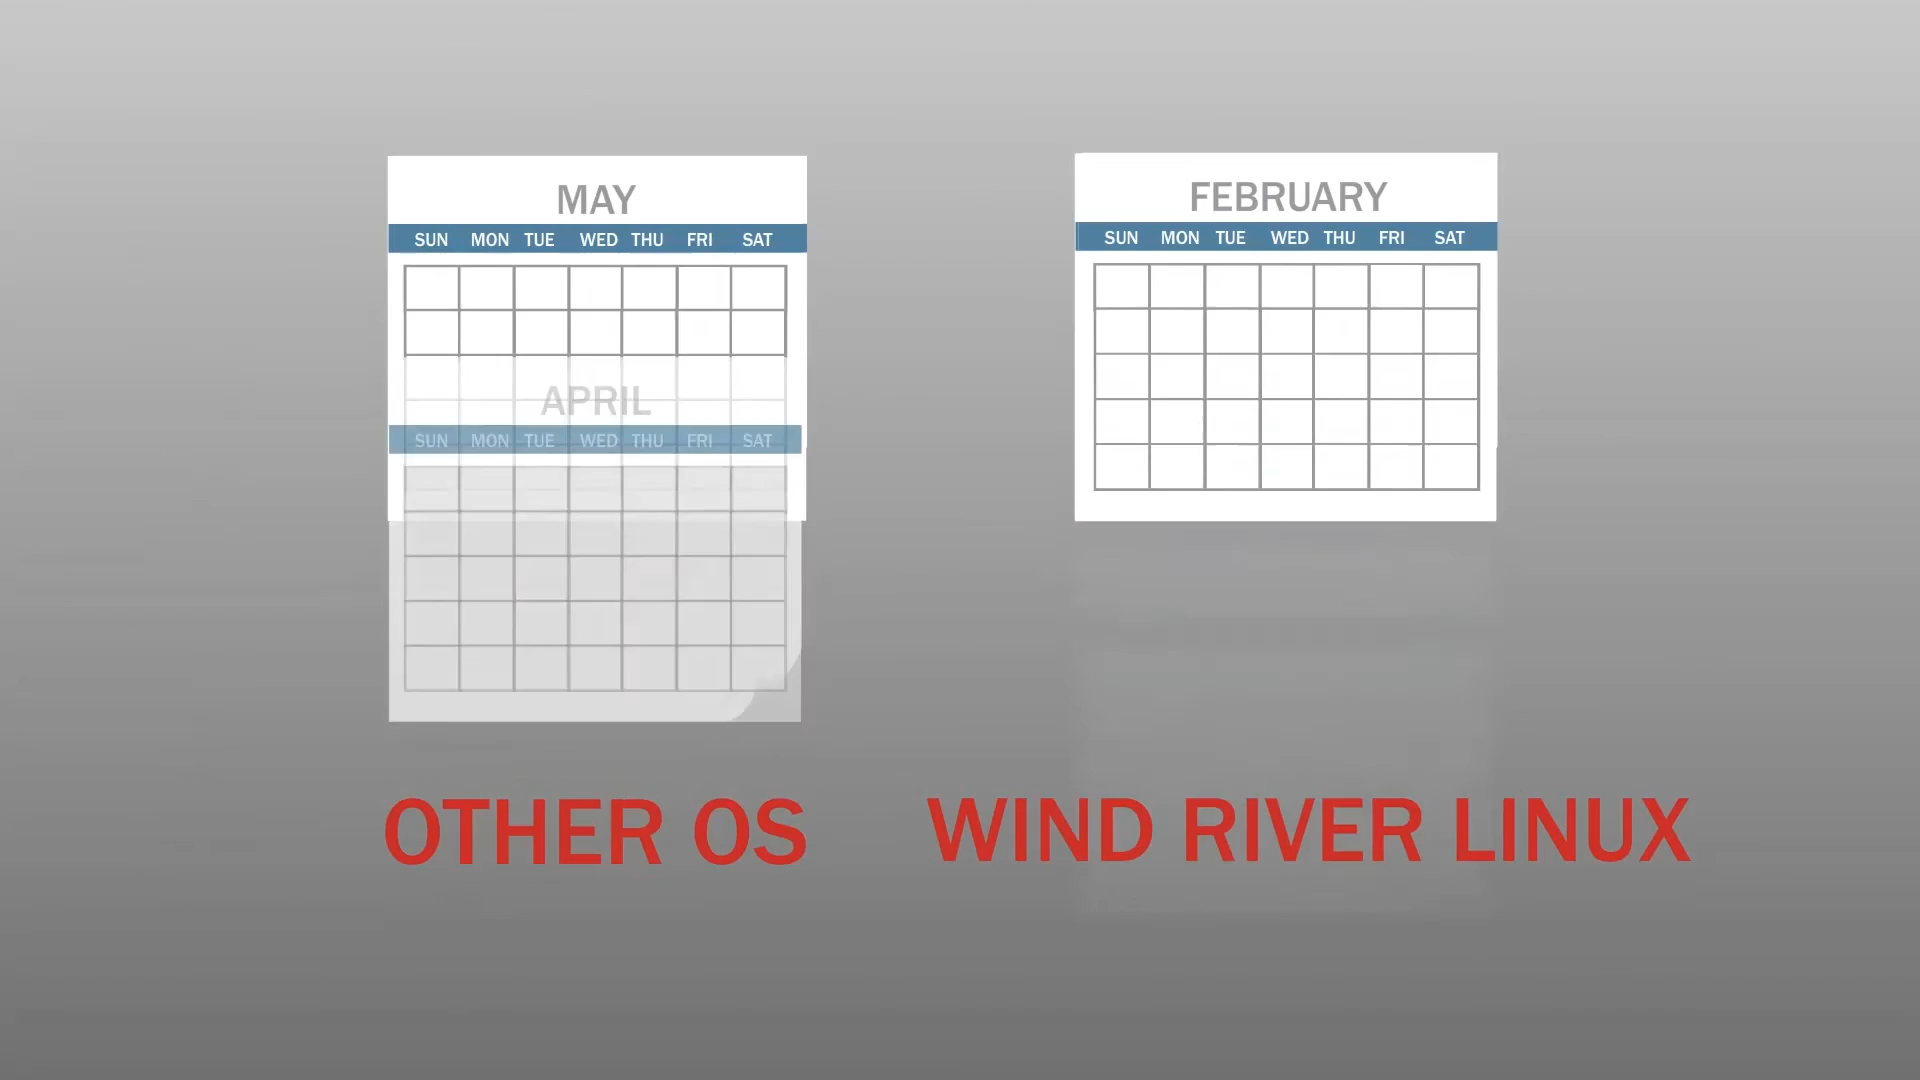 MAY
SUN MON TUE WED THU FRI SAT
APRIL
SUN MON TUE WED THU FRI SAT
OTHER OS
FEBRUARY
SUN MON TUE WED THU FRI SAT
WIND RIVER LINUX